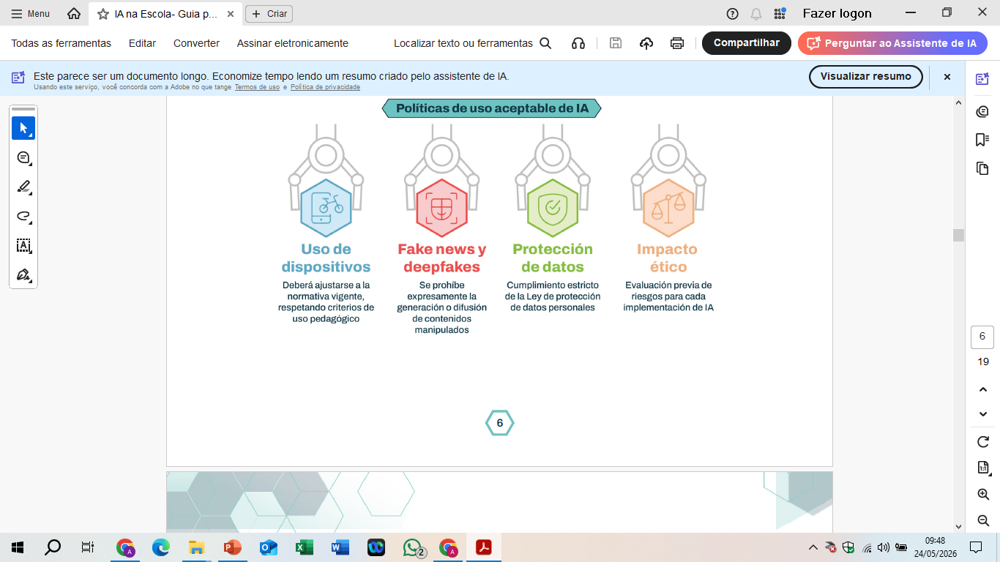 Menu
IA na Escola- Guia p...
Criar
Fazer logon
Todas as ferramentas
Editar
Converter
Assinar eletronicamente
Localizar texto ou ferramentas
Compartilhar
Perguntar ao Assistente de IA
Este parece ser um documento longo. Economize tempo lendo um resumo criado pelo assistente de IA.
Usando este serviço, você concorda com a Adobe no que tange Termos de uso e Política de privacidade
Visualizar resumo
Políticas de uso aceptable de IA
Uso de
dispositivos
Deberá ajustarse a la
normativa vigente,
respetando criterios de
uso pedagógico
Fake news y
deepfakes
Se prohíbe
expresamente la
generación o difusión
de contenidos
manipulados
Protección
de datos
Cumplimiento estricto
de la Ley de protección
de datos personales
Impacto
ético
Evaluación previa de
riesgos para cada
implementación de IA
6
6
19
1:1
A
A
2
09:48
24/05/2026